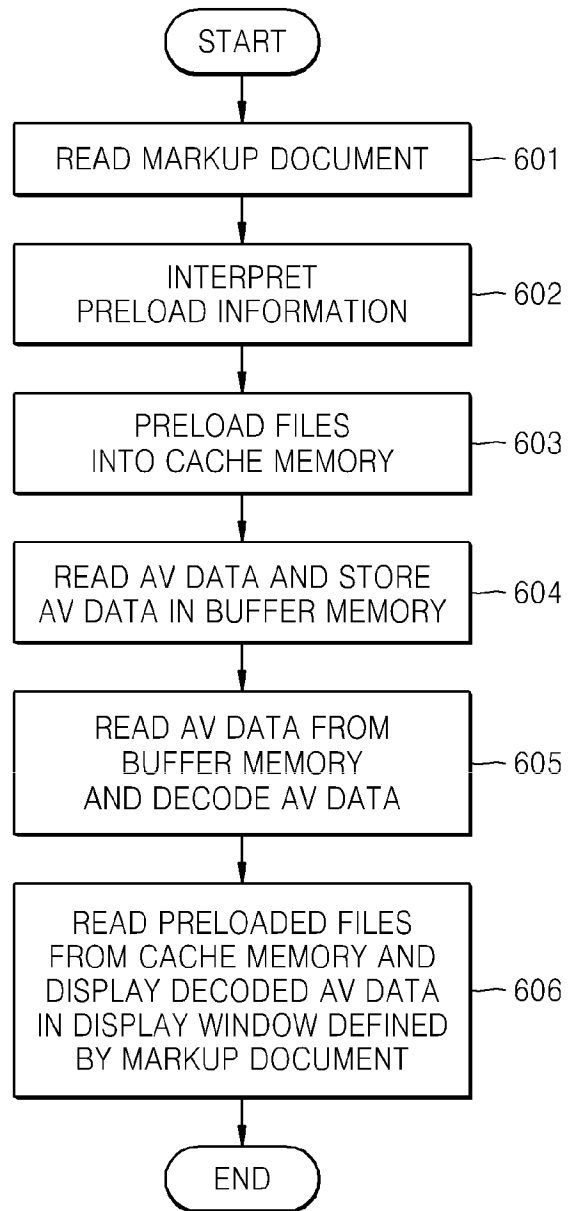 START
READ MARKUP DOCUMENT
601
INTERPRET
PRELOAD INFORMATION
602
PRELOAD FILES
INTO CACHE MEMORY
603
READ AV DATA AND STORE
AV DATA IN BUFFER MEMORY
604
READ AV DATA FROM
BUFFER MEMORY
AND DECODE AV DATA
605
READ PRELOADED FILES
FROM CACHE MEMORY AND
DISPLAY DECODED AV DATA
IN DISPLAY WINDOW DEFINED
BY MARKUP DOCUMENT
606
END